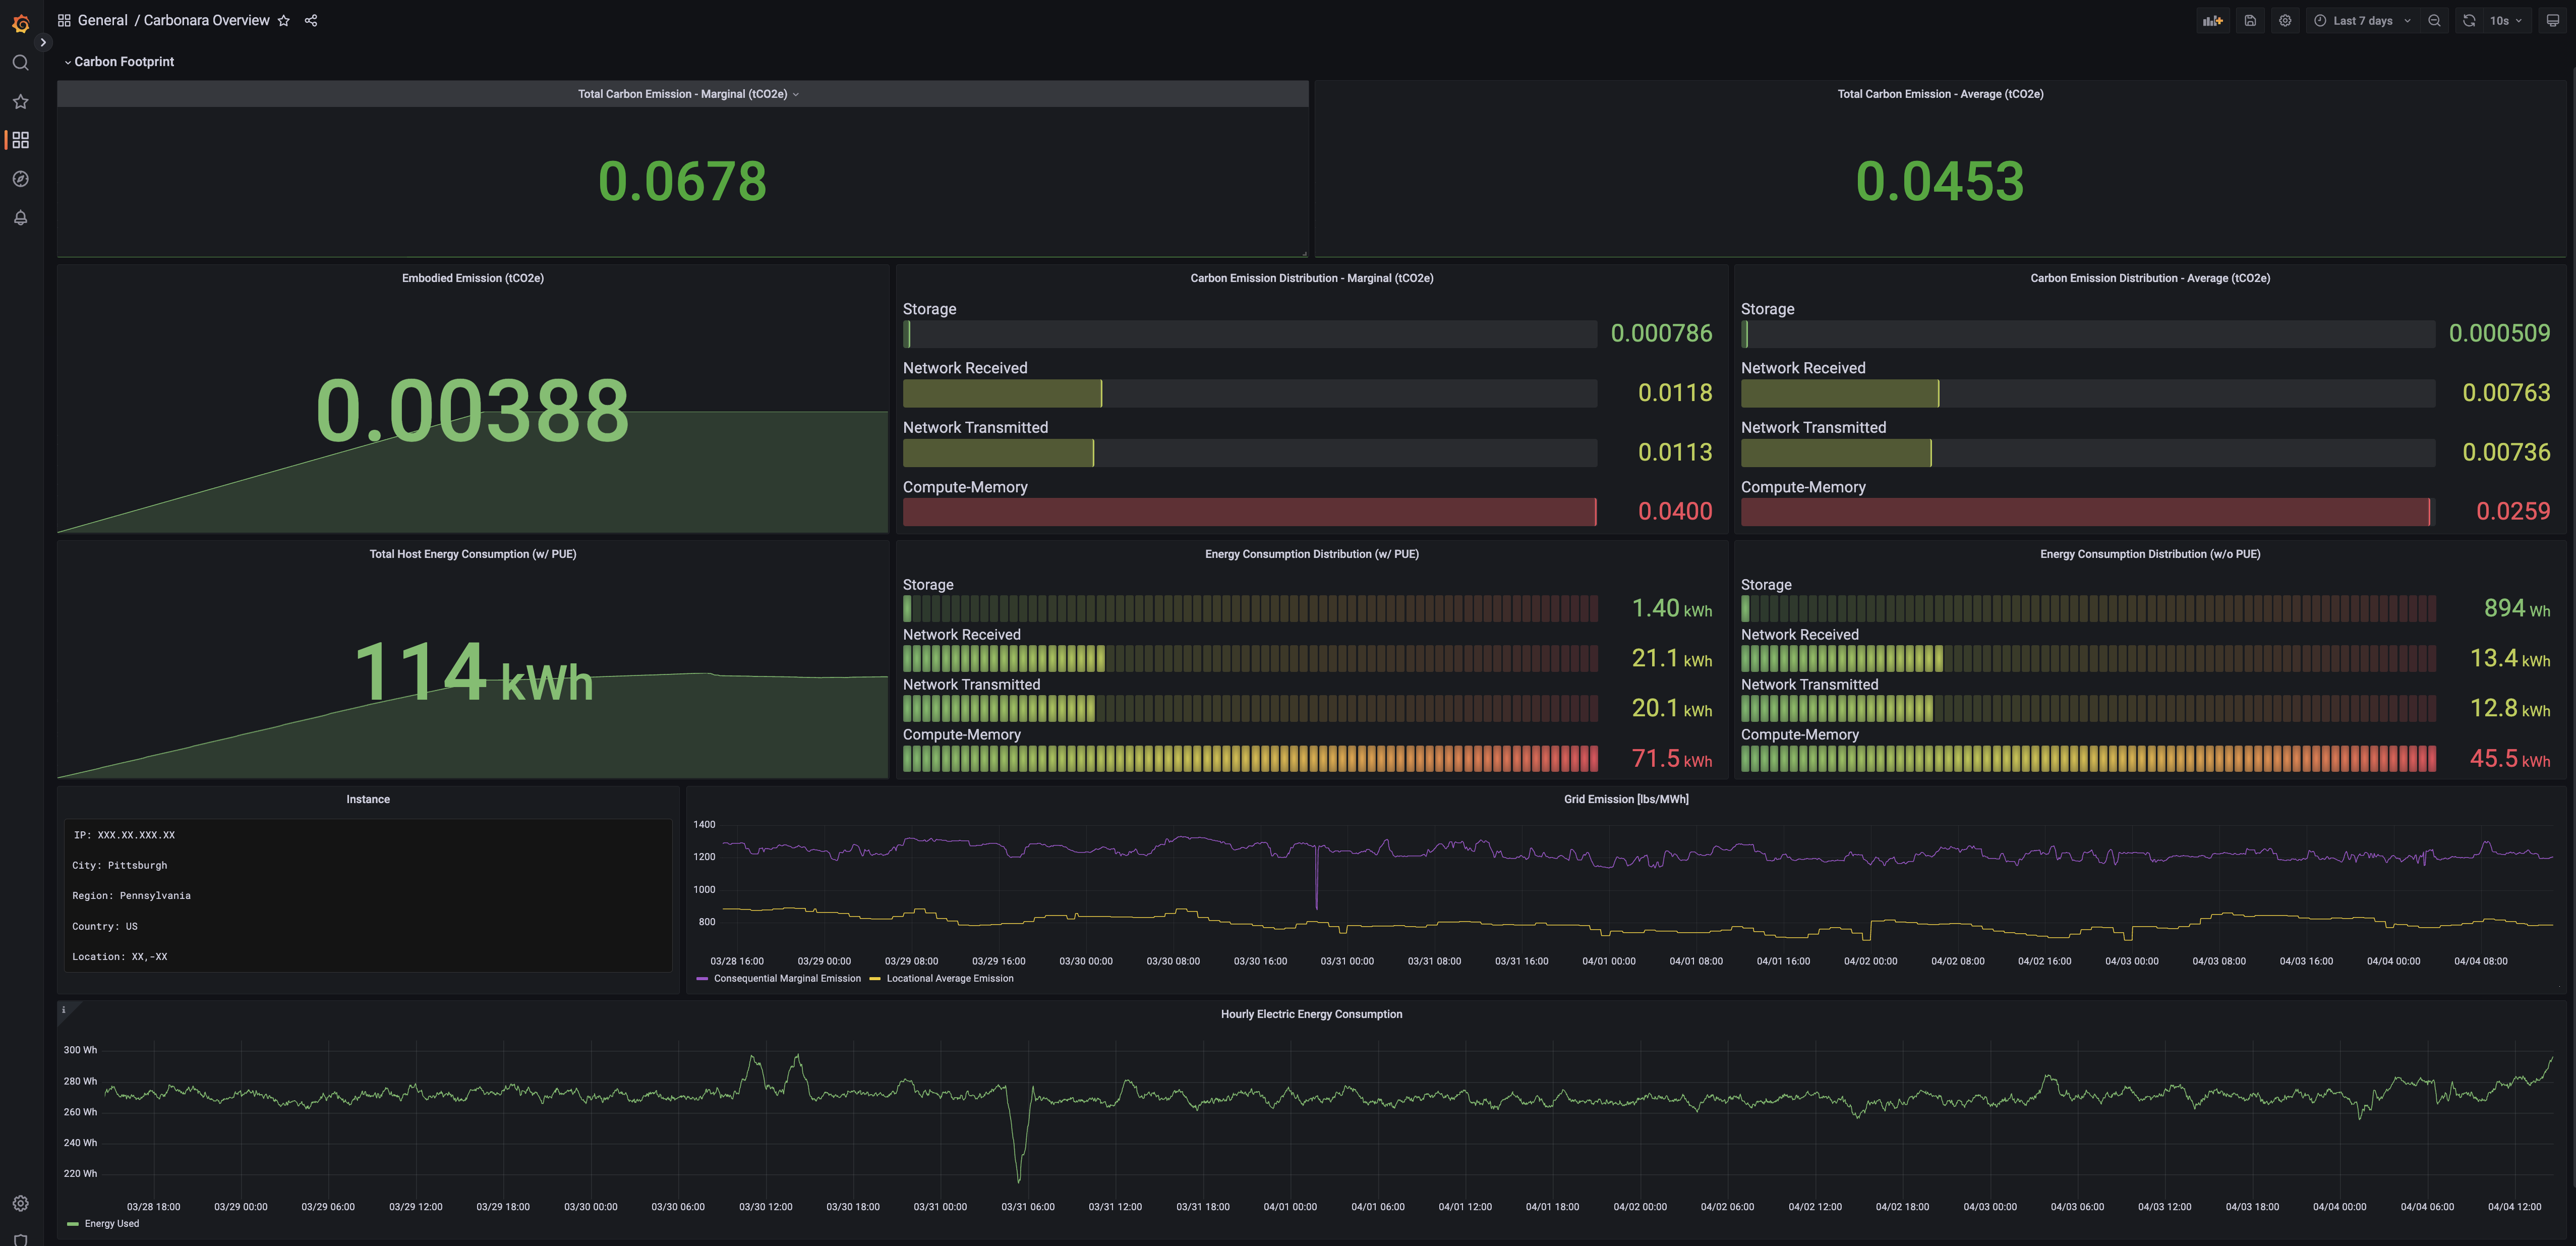 General / Carbonara Overview
Last 7 days
10s
Carbon Footprint
Total Carbon Emission - Marginal (tCO2e)
0.0678
Total Carbon Emission - Average (tCO2e)
0.0453
Embodied Emission (tCO2e)
0.00388
Carbon Emission Distribution - Marginal (tCO2e)
Storage
0.000786
Network Received
0.0118
Network Transmitted
0.0113
Compute-Memory
0.0400
Carbon Emission Distribution - Average (tCO2e)
Storage
0.000509
Network Received
0.00763
Network Transmitted
0.00736
Compute-Memory
0.0259
Total Host Energy Consumption (w/ PUE)
114 kWh
Energy Consumption Distribution (w/ PUE)
Storage
1.40 kWh
Network Received
21.1 kWh
Network Transmitted
20.1 kWh
Compute-Memory
71.5 kWh
Energy Consumption Distribution (w/o PUE)
Storage
894 Wh
Network Received
13.4 kWh
Network Transmitted
12.8 kWh
Compute-Memory
45.5 kWh
Instance
IP: XXX.XX.XXX.XX
City: Pittsburgh
Region: Pennsylvania
Country: US
Location: XX,-XX
Grid Emission [lbs/MWh]
1400
1200
1000
800
03/28 16:00 03/29 00:00 03/29 08:00 03/29 16:00 03/30 00:00 03/30 08:00 03/30 16:00 03/31 00:00 03/31 08:00 03/31 16:00 04/01 00:00 04/01 08:00 04/01 16:00 04/02 00:00 04/02 08:00 04/02 16:00 04/03 00:00 04/03 08:00 04/03 16:00 04/04 00:00 04/04 08:00
Consequential Marginal Emission Locational Average Emission
i
Hourly Electric Energy Consumption
300 Wh
280 Wh
260 Wh
240 Wh
220 Wh
03/28 18:00 03/29 00:00 03/29 06:00 03/29 12:00 03/29 18:00 03/30 00:00 03/30 06:00 03/30 12:00 03/30 18:00 03/31 00:00 03/31 06:00 03/31 12:00 03/31 18:00 04/01 00:00 04/01 06:00 04/01 12:00 04/01 18:00 04/02 00:00 04/02 06:00 04/02 12:00 04/02 18:00 04/03 00:00 04/03 06:00 04/03 12:00 04/03 18:00 04/04 00:00 04/04 06:00 04/04 12:00
Energy Used